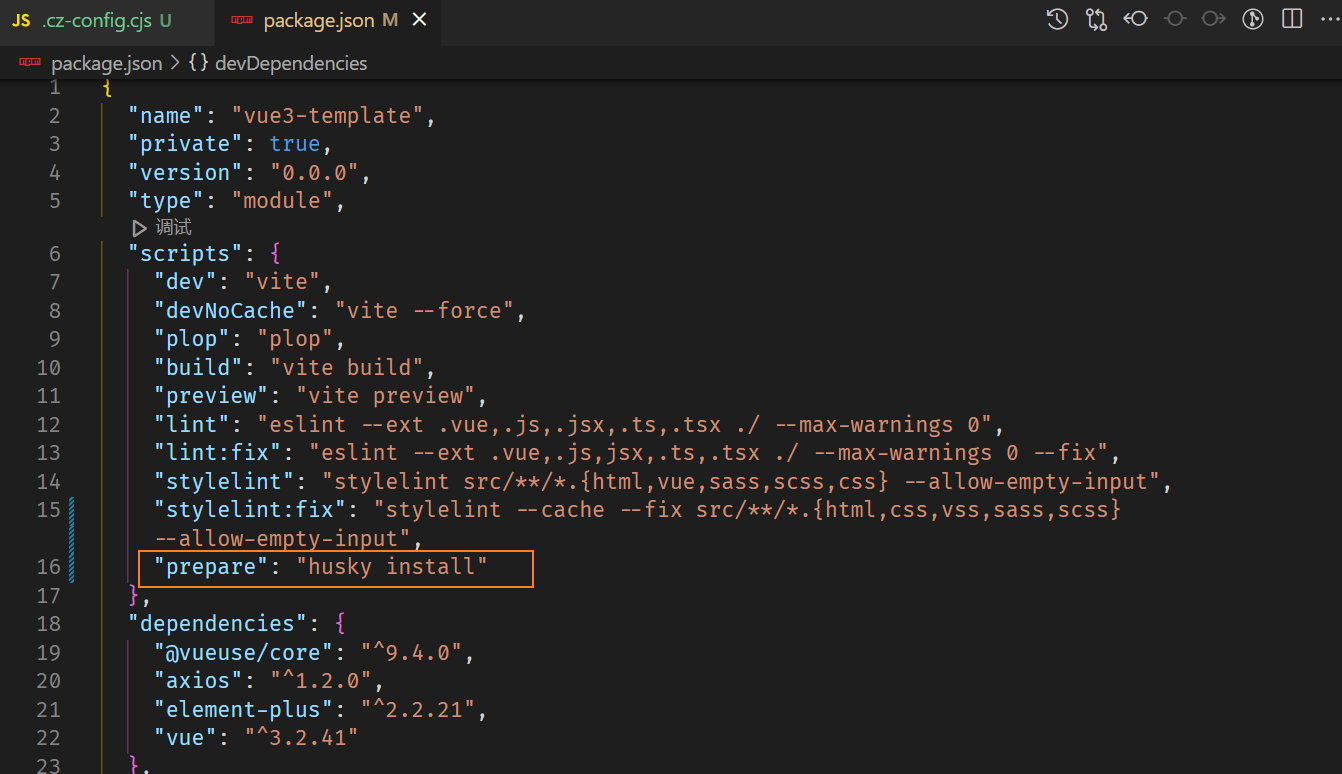 JS .cz-config.cjs U
npm package.json M
npm package.json > {} devDependencies
1 {
2 "name": "vue3-template",
3 "private": true,
4 "version": "0.0.0",
5 "type": "module",
调试
6 "scripts": {
7 "dev": "vite",
8 "devNoCache": "vite --force",
9 "plop": "plop",
10 "build": "vite build",
11 "preview": "vite preview",
12 "lint": "eslint --ext .vue,.js,.jsx,.ts,.tsx ./ --max-warnings 0",
13 "lint:fix": "eslint --ext .vue,.js,jsx,.ts,.tsx ./ --max-warnings 0 --fix",
14 "stylelint": "stylelint src/**/*.{html,vue,sass,scss,css} --allow-empty-input",
15 "stylelint:fix": "stylelint --cache --fix src/**/*.{html,css,vss,sass,scss}
--allow-empty-input",
16 "prepare": "husky install"
17 },
18 "dependencies": {
19 "@vueuse/core": "^9.4.0",
20 "axios": "^1.2.0",
21 "element-plus": "^2.2.21",
22 "vue": "^3.2.41"
23 },